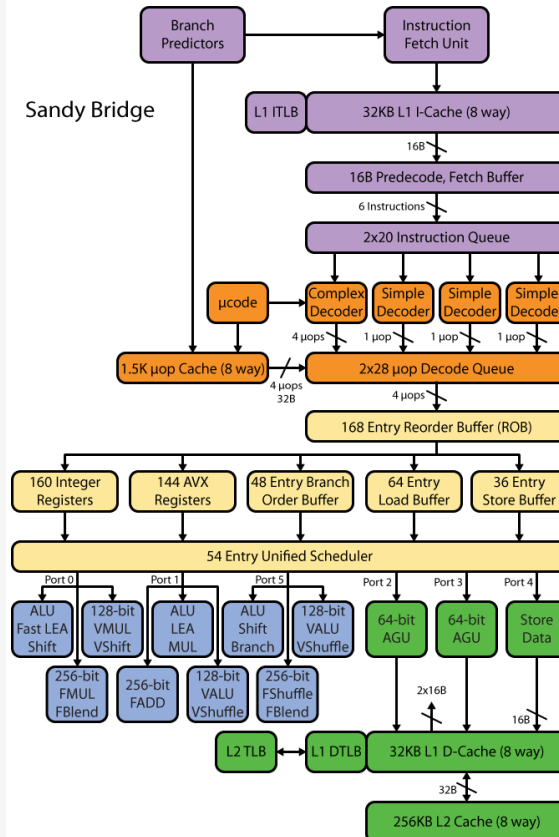 Branch
Predictors
Instruction
Fetch Unit
Sandy Bridge
L1 ITLB
32KB L1 I-Cache (8 way)
16B
16B Predecode, Fetch Buffer
6 Instructions
2x20 Instruction Queue
µcode
Complex
Decoder
Simple
Decoder
Simple
Decoder
Simple
Decoder
4 µops
1 µop
1 µop
1 µop
1.5K µop Cache (8 way)
4 µops
32B
2x28 µop Decode Queue
4 µops
168 Entry Reorder Buffer (ROB)
160 Integer
Registers
144 AVX
Registers
48 Entry Branch
Order Buffer
64 Entry
Load Buffer
36 Entry
Store Buffer
54 Entry Unified Scheduler
Port 0
Port 1
Port 5
Port 2
Port 3
Port 4
ALU
Fast LEA
Shift
128-bit
VMUL
VShift
ALU
LEA
MUL
ALU
Shift
Branch
128-bit
VALU
VShuffle
64-bit
AGU
64-bit
AGU
Store
Data
256-bit
FMUL
FBlend
256-bit
FADD
128-bit
VALU
VShuffle
256-bit
FShuffle
FBlend
2x16B
16B
L2 TLB
L1 DTLB
32KB L1 D-Cache (8 way)
32B
256KB L2 Cache (8 way)